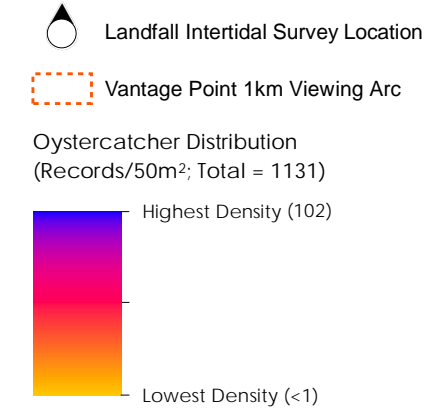 Landfall Intertidal Survey Location
Vantage Point 1km Viewing Arc
Oystercatcher Distribution
(Records/50m²; Total = 1131)
Highest Density (102)
Lowest Density (<1)